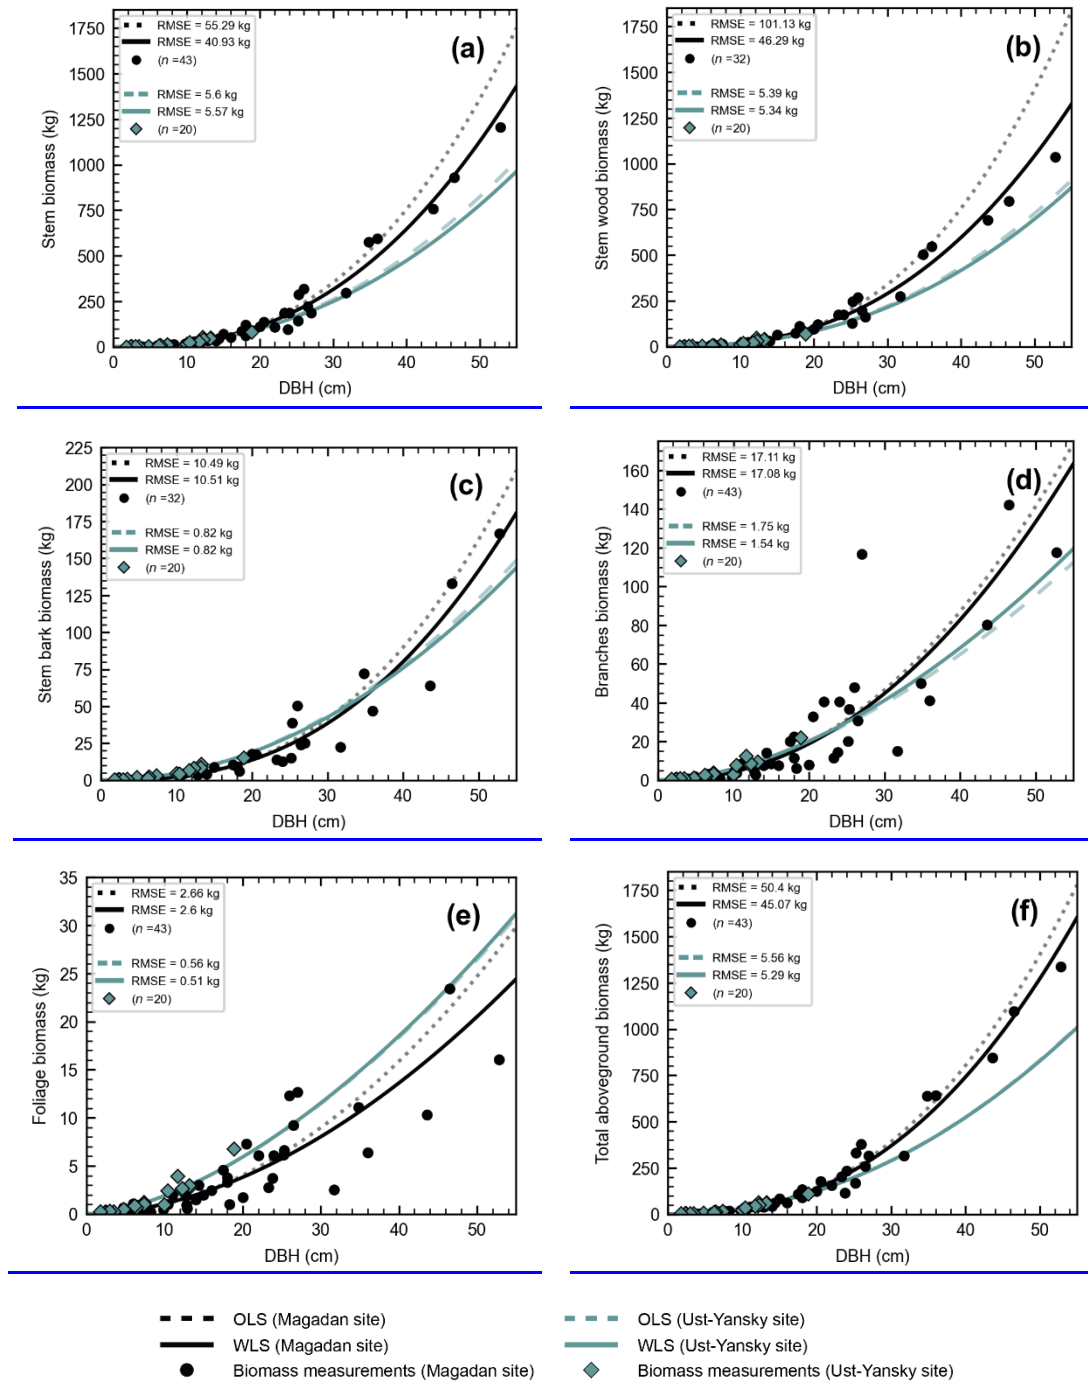 RMSE = 55.29 kg
RMSE = 40.93 kg
(n =43)
RMSE = 5.6 kg
RMSE = 5.57 kg
(n =20)
(a)
Stem biomass (kg)
1750
1500
1250
1000
750
500
250
0
0 10 20 30 40 50
DBH (cm)
RMSE = 101.13 kg
RMSE = 46.29 kg
(n =32)
RMSE = 5.39 kg
RMSE = 5.34 kg
(n =20)
(b)
Stem wood biomass (kg)
1750
1500
1250
1000
750
500
250
0
0 10 20 30 40 50
DBH (cm)
RMSE = 10.49 kg
RMSE = 10.51 kg
(n =32)
RMSE = 0.82 kg
RMSE = 0.82 kg
(n =20)
(c)
Stem bark biomass (kg)
225
200
175
150
125
100
75
50
25
0
0 10 20 30 40 50
DBH (cm)
RMSE = 17.11 kg
RMSE = 17.08 kg
(n =43)
RMSE = 1.75 kg
RMSE = 1.54 kg
(n =20)
(d)
Branches biomass (kg)
160
140
120
100
80
60
40
20
0
0 10 20 30 40 50
DBH (cm)
RMSE = 2.66 kg
RMSE = 2.6 kg
(n =43)
RMSE = 0.56 kg
RMSE = 0.51 kg
(n =20)
(e)
Foliage biomass (kg)
35
30
25
20
15
10
5
0
0 10 20 30 40 50
DBH (cm)
RMSE = 50.4 kg
RMSE = 45.07 kg
(n =43)
RMSE = 5.56 kg
RMSE = 5.29 kg
(n =20)
(f)
Total aboveground biomass (kg)
1750
1500
1250
1000
750
500
250
0
0 10 20 30 40 50
DBH (cm)
OLS (Magadan site)
WLS (Magadan site)
Biomass measurements (Magadan site)
OLS (Ust-Yansky site)
WLS (Ust-Yansky site)
Biomass measurements (Ust-Yansky site)